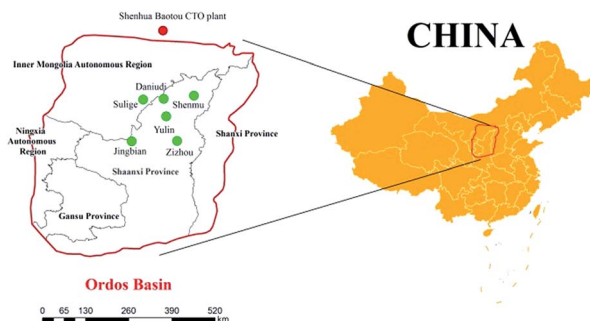 Shenhua Baotou CTO plant
CHINA
Inner Mongolia Autonomous Region
Daniudi
Sulige
Shenmu
Yulin
Ningxia
Autonomous
Region
Shanxi Province
Jingbian
Zizhou
Shaanxi Province
Gansu Province
Ordos Basin
0 65 130 260 390 520
km